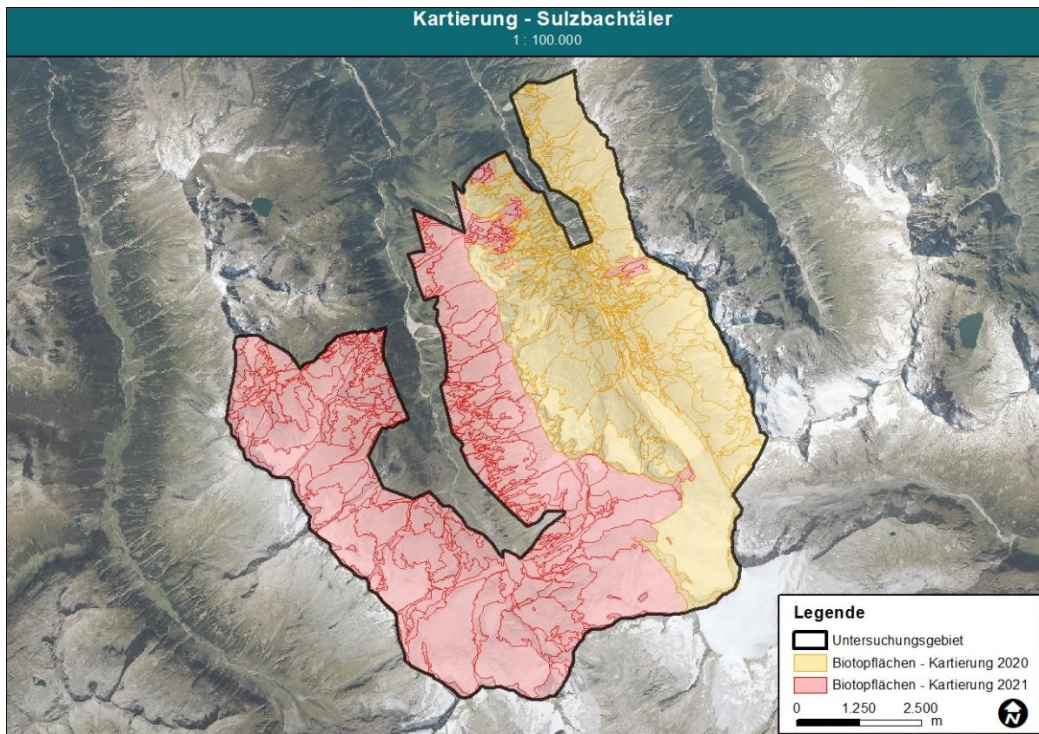 Kartierung - Sulzbachtäler
1 : 100.000
Legende
Untersuchungsgebiet
Biotopflächen - Kartierung 2020
Biotopflächen - Kartierung 2021
0 1.250 2.500
m
N